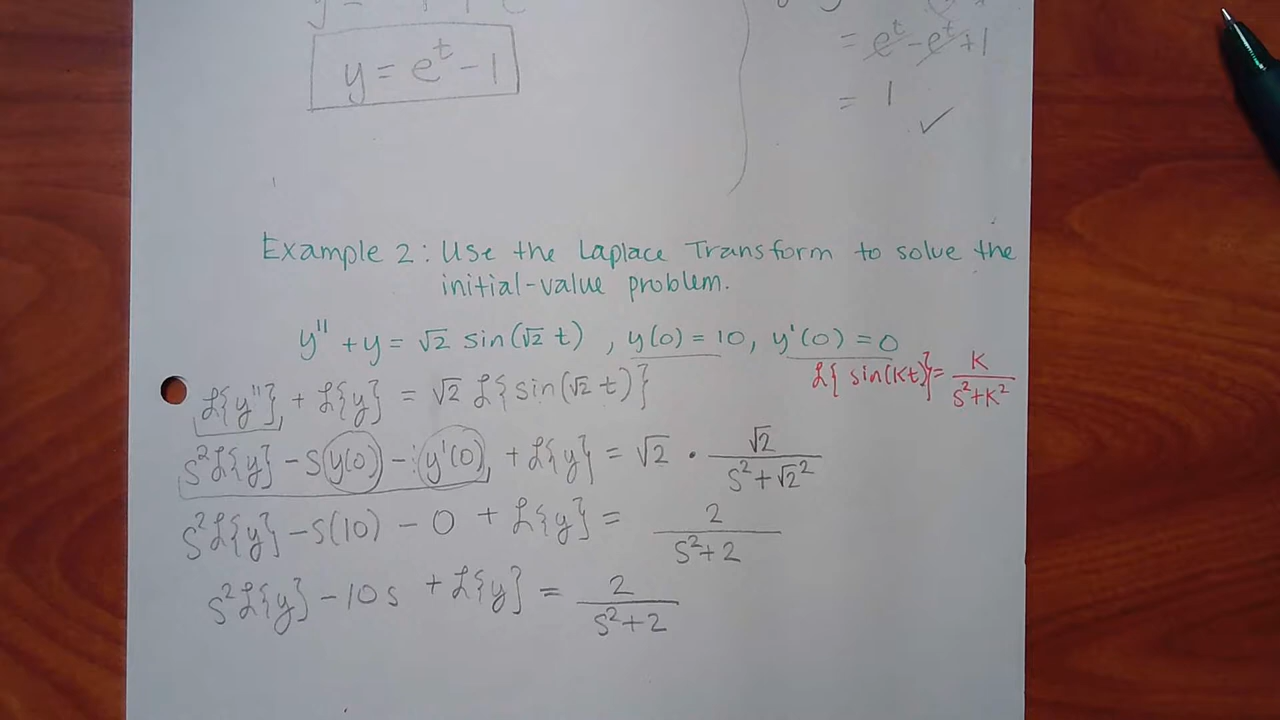 y = e^t - 1
= e^t - e^t + 1
= 1 ✓
Example 2: Use the Laplace Transform to solve the
initial-value problem.
y'' + y = √2 sin(√2 t) , y(0) = 10, y'(0) = 0
ℒ{sin(kt)} = k / (s² + k²)
ℒ{y''} + ℒ{y} = √2 ℒ{sin(√2 t)}
s²ℒ{y} - s y(0) - y'(0) + ℒ{y} = √2 · √2 / (s² + √2²)
s²ℒ{y} - s(10) - 0 + ℒ{y} = 2 / (s² + 2)
s²ℒ{y} - 10s + ℒ{y} = 2 / (s² + 2)